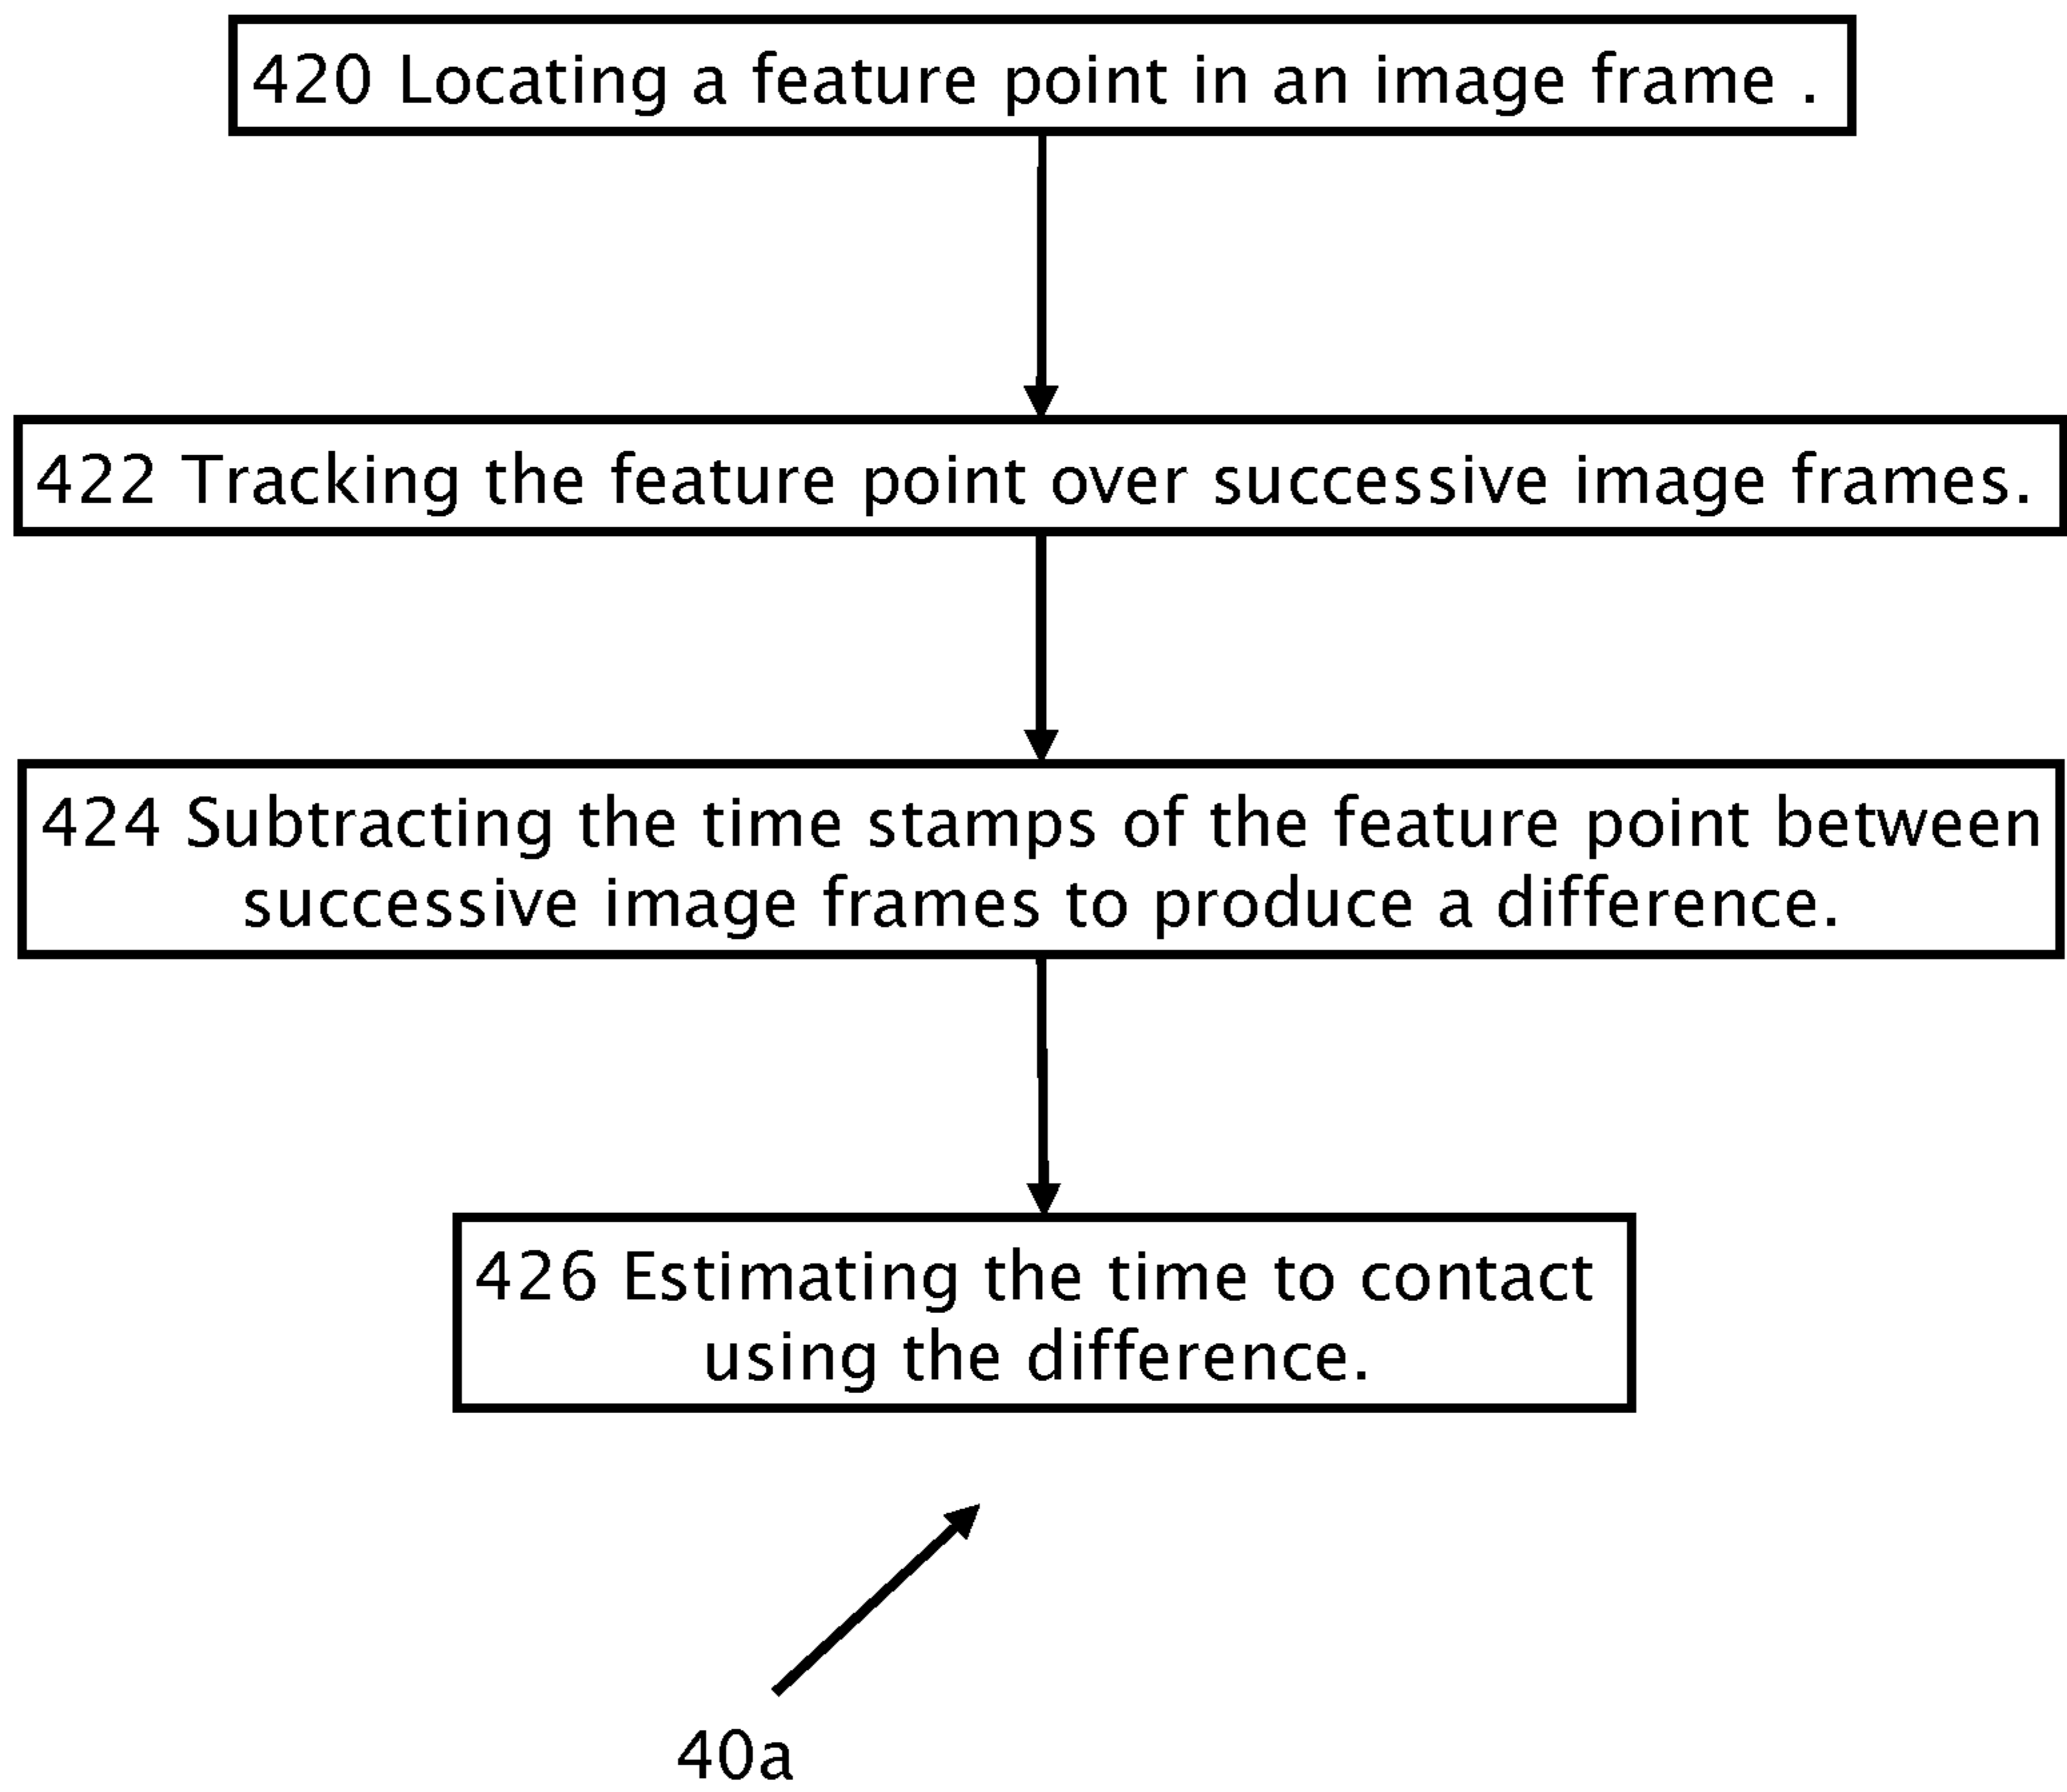 420 Locating a feature point in an image frame .
422 Tracking the feature point over successive image frames.
424 Subtracting the time stamps of the feature point between
successive image frames to produce a difference.
426 Estimating the time to contact
using the difference.
40a